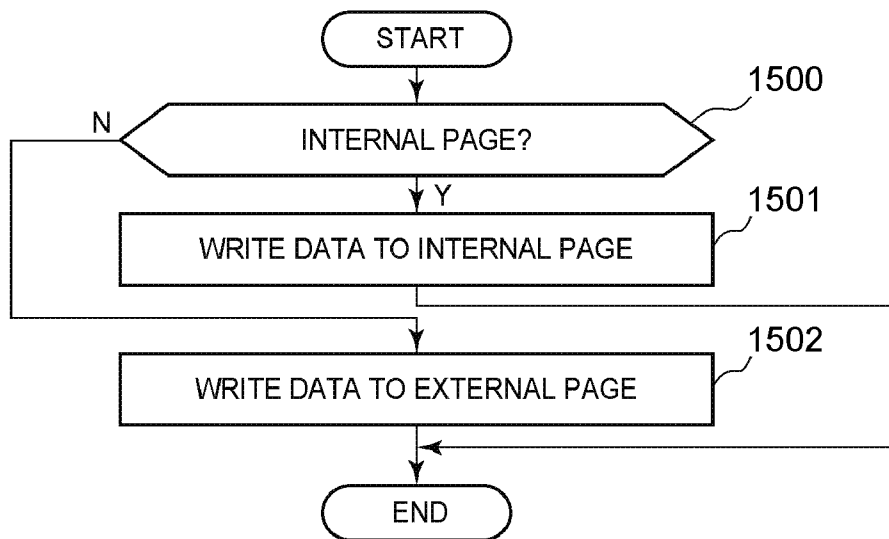 START
1500
N
INTERNAL PAGE?
Y
1501
WRITE DATA TO INTERNAL PAGE
1502
WRITE DATA TO EXTERNAL PAGE
END